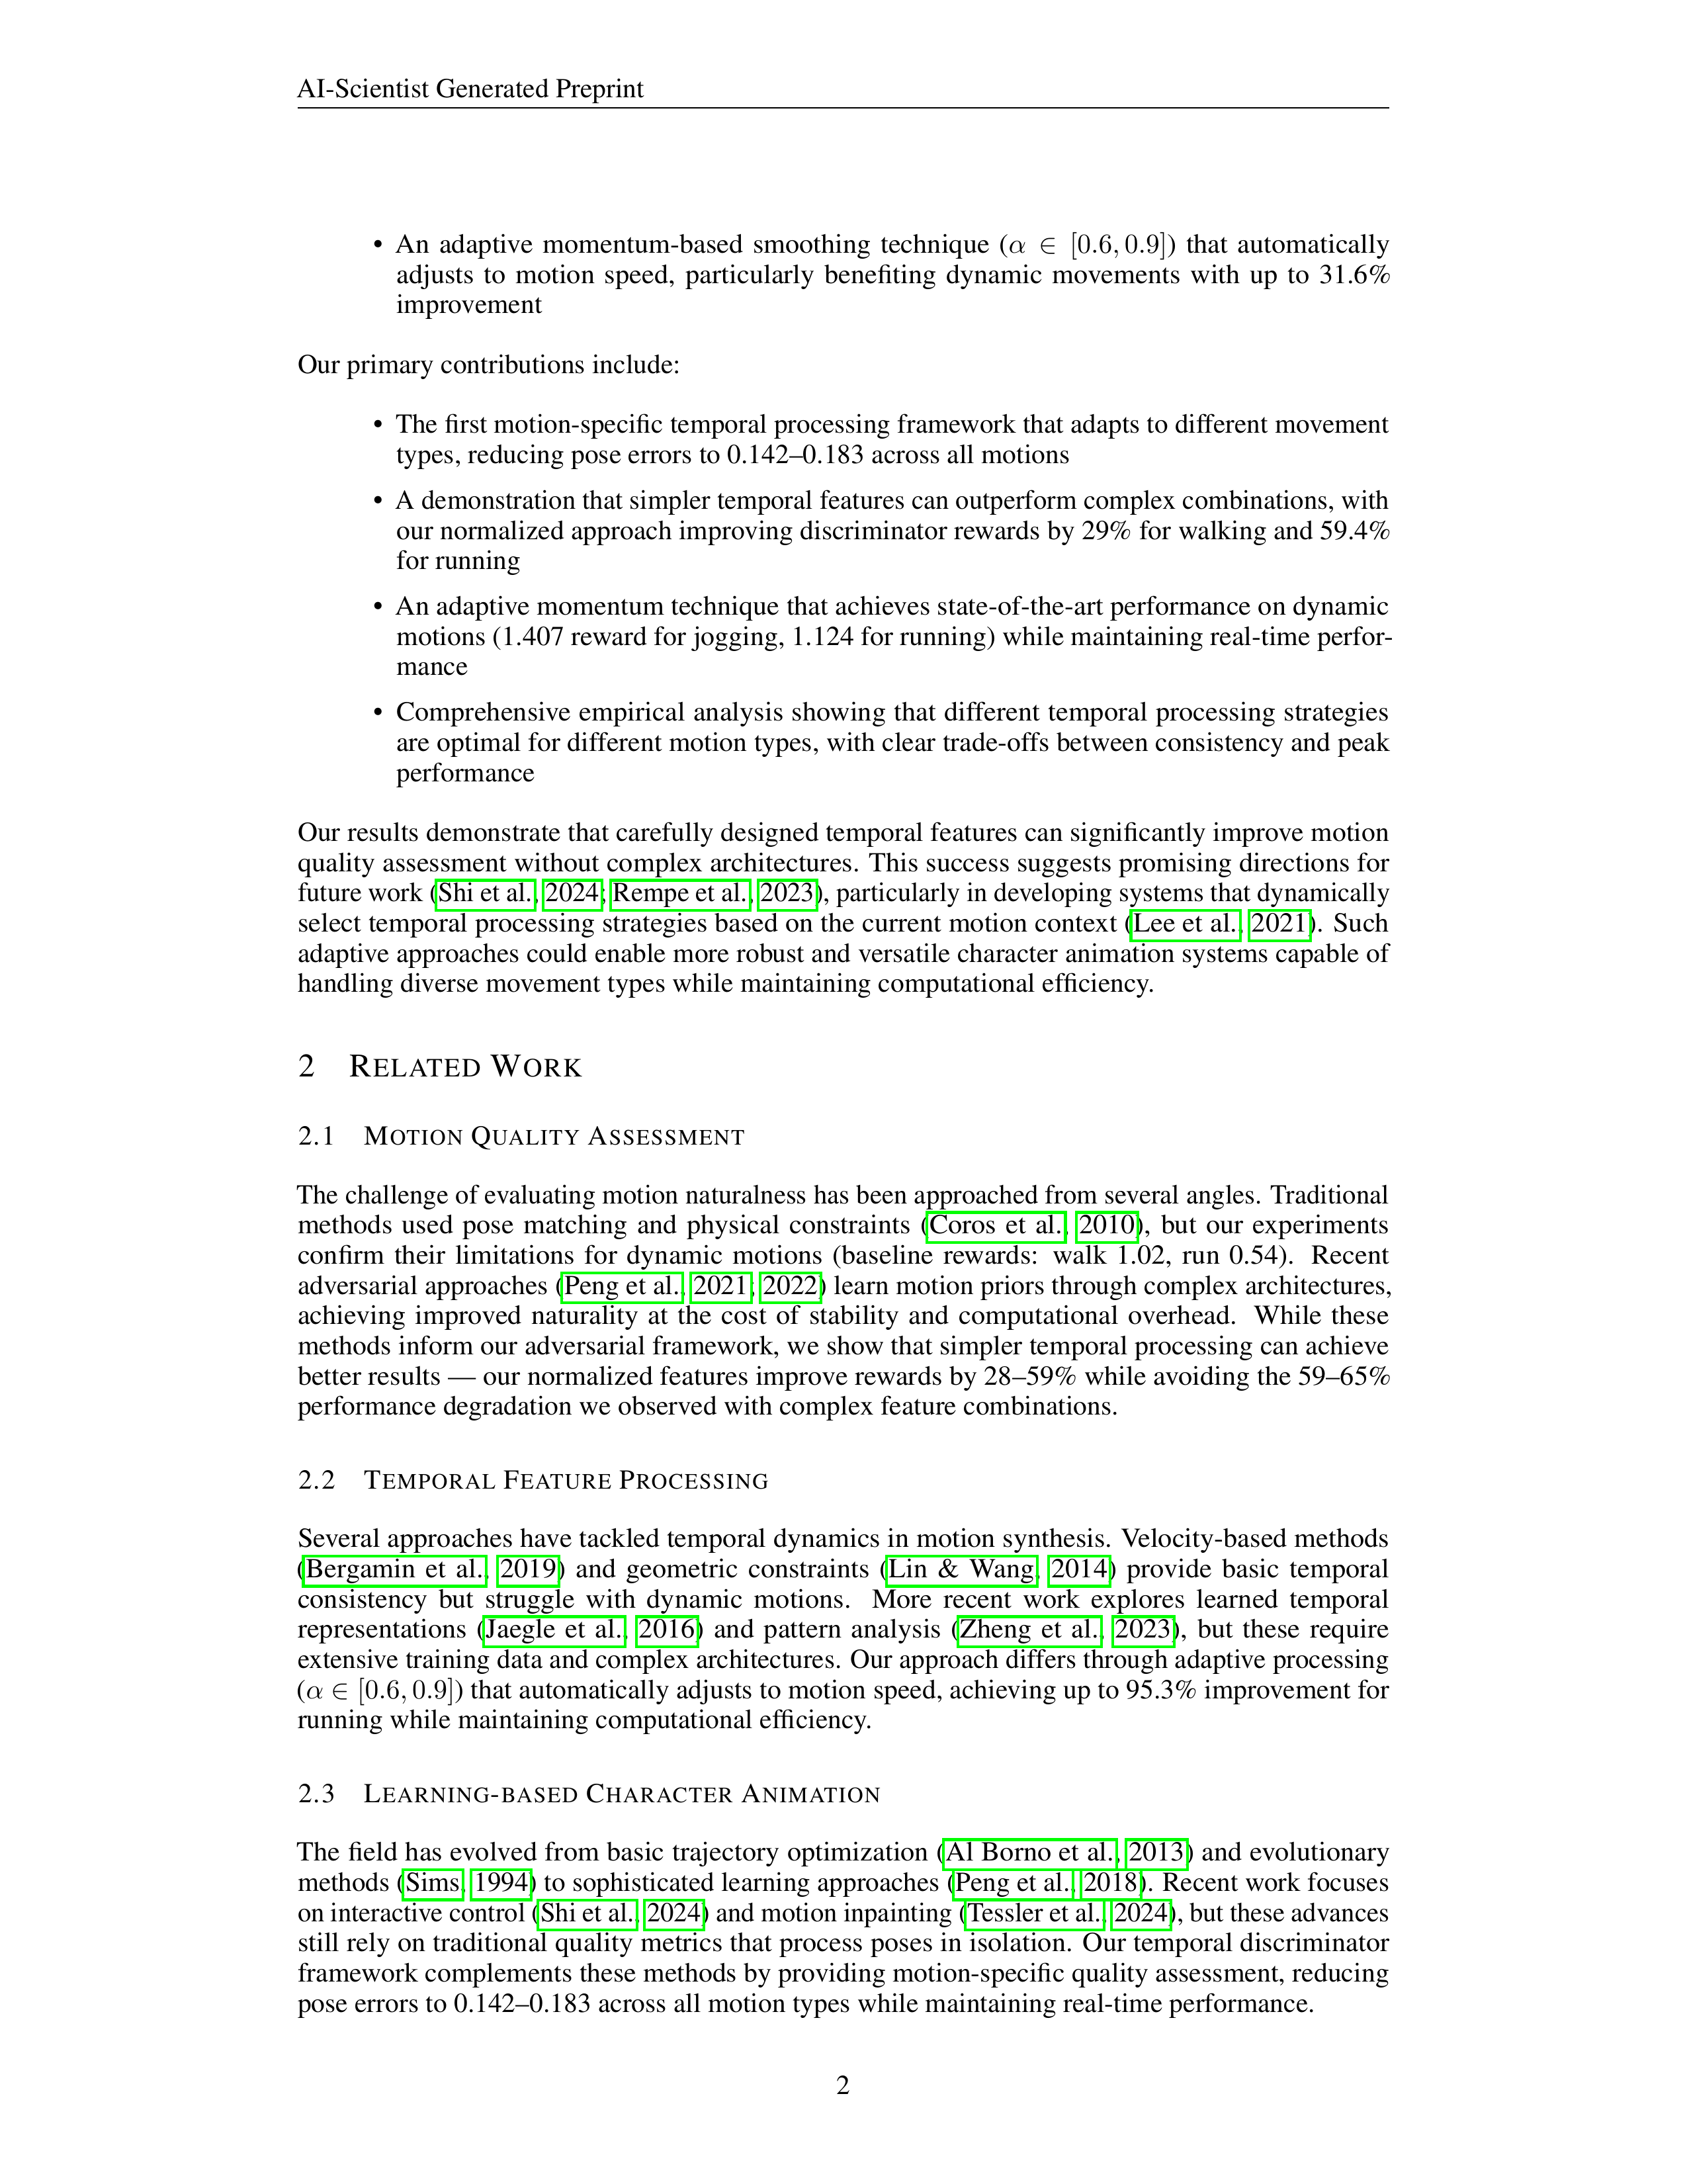 AI-Scientist Generated Preprint
• An adaptive momentum-based smoothing technique (α ∈ [0.6, 0.9]) that automatically
adjusts to motion speed, particularly benefiting dynamic movements with up to 31.6%
improvement
Our primary contributions include:
• The first motion-specific temporal processing framework that adapts to different movement
types, reducing pose errors to 0.142–0.183 across all motions
• A demonstration that simpler temporal features can outperform complex combinations, with
our normalized approach improving discriminator rewards by 29% for walking and 59.4%
for running
• An adaptive momentum technique that achieves state-of-the-art performance on dynamic
motions (1.407 reward for jogging, 1.124 for running) while maintaining real-time perfor-
mance
• Comprehensive empirical analysis showing that different temporal processing strategies
are optimal for different motion types, with clear trade-offs between consistency and peak
performance
Our results demonstrate that carefully designed temporal features can significantly improve motion
quality assessment without complex architectures. This success suggests promising directions for
future work (Shi et al., 2024; Rempe et al., 2023), particularly in developing systems that dynamically
select temporal processing strategies based on the current motion context (Lee et al., 2021). Such
adaptive approaches could enable more robust and versatile character animation systems capable of
handling diverse movement types while maintaining computational efficiency.
2 RELATED WORK
2.1 MOTION QUALITY ASSESSMENT
The challenge of evaluating motion naturalness has been approached from several angles. Traditional
methods used pose matching and physical constraints (Coros et al., 2010), but our experiments
confirm their limitations for dynamic motions (baseline rewards: walk 1.02, run 0.54). Recent
adversarial approaches (Peng et al., 2021; 2022) learn motion priors through complex architectures,
achieving improved naturality at the cost of stability and computational overhead. While these
methods inform our adversarial framework, we show that simpler temporal processing can achieve
better results — our normalized features improve rewards by 28–59% while avoiding the 59–65%
performance degradation we observed with complex feature combinations.
2.2 TEMPORAL FEATURE PROCESSING
Several approaches have tackled temporal dynamics in motion synthesis. Velocity-based methods
(Bergamin et al., 2019) and geometric constraints (Lin & Wang, 2014) provide basic temporal
consistency but struggle with dynamic motions. More recent work explores learned temporal
representations (Jaegle et al., 2016) and pattern analysis (Zheng et al., 2023), but these require
extensive training data and complex architectures. Our approach differs through adaptive processing
(α ∈ [0.6, 0.9]) that automatically adjusts to motion speed, achieving up to 95.3% improvement for
running while maintaining computational efficiency.
2.3 LEARNING-BASED CHARACTER ANIMATION
The field has evolved from basic trajectory optimization (Al Borno et al., 2013) and evolutionary
methods (Sims, 1994) to sophisticated learning approaches (Peng et al., 2018). Recent work focuses
on interactive control (Shi et al., 2024) and motion inpainting (Tessler et al., 2024), but these advances
still rely on traditional quality metrics that process poses in isolation. Our temporal discriminator
framework complements these methods by providing motion-specific quality assessment, reducing
pose errors to 0.142–0.183 across all motion types while maintaining real-time performance.
2